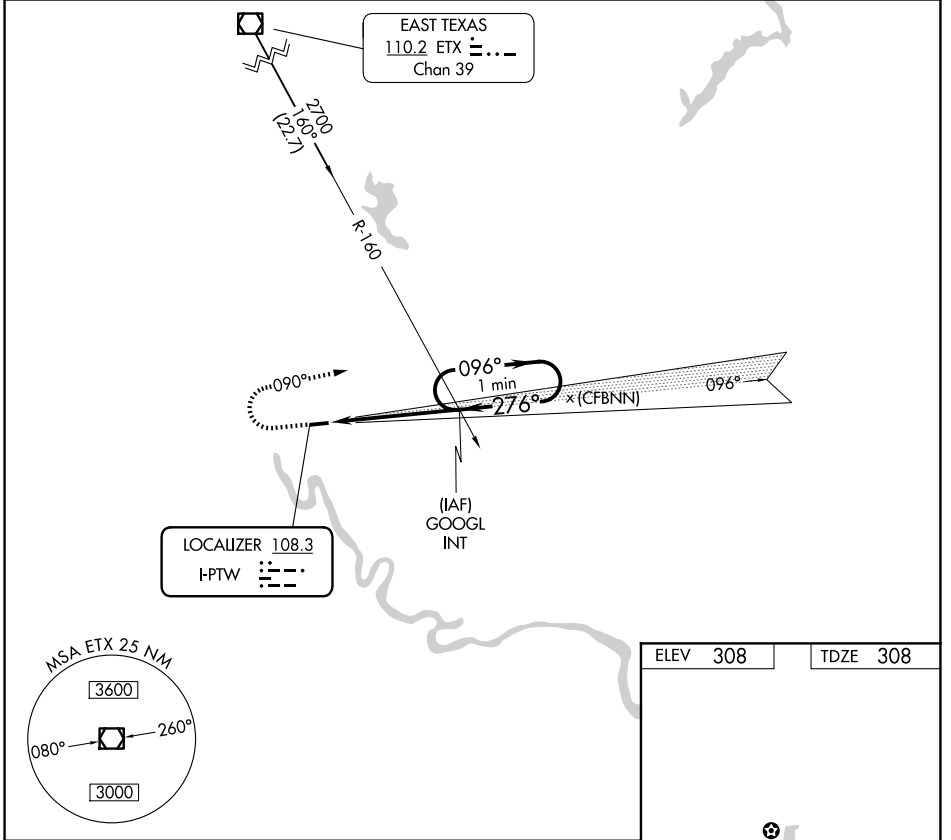 EAST TEXAS
110.2 ETX
Chan 39
2700
160°
(22.7)
R-160
090°
096°
1 min
276°
(CFBNN)
096°
(IAF)
GOOGL
INT
LOCALIZER 108.3
I-PTW
MSA ETX 25 NM
3600
080°
260°
3000
ELEV 308
TDZE 308